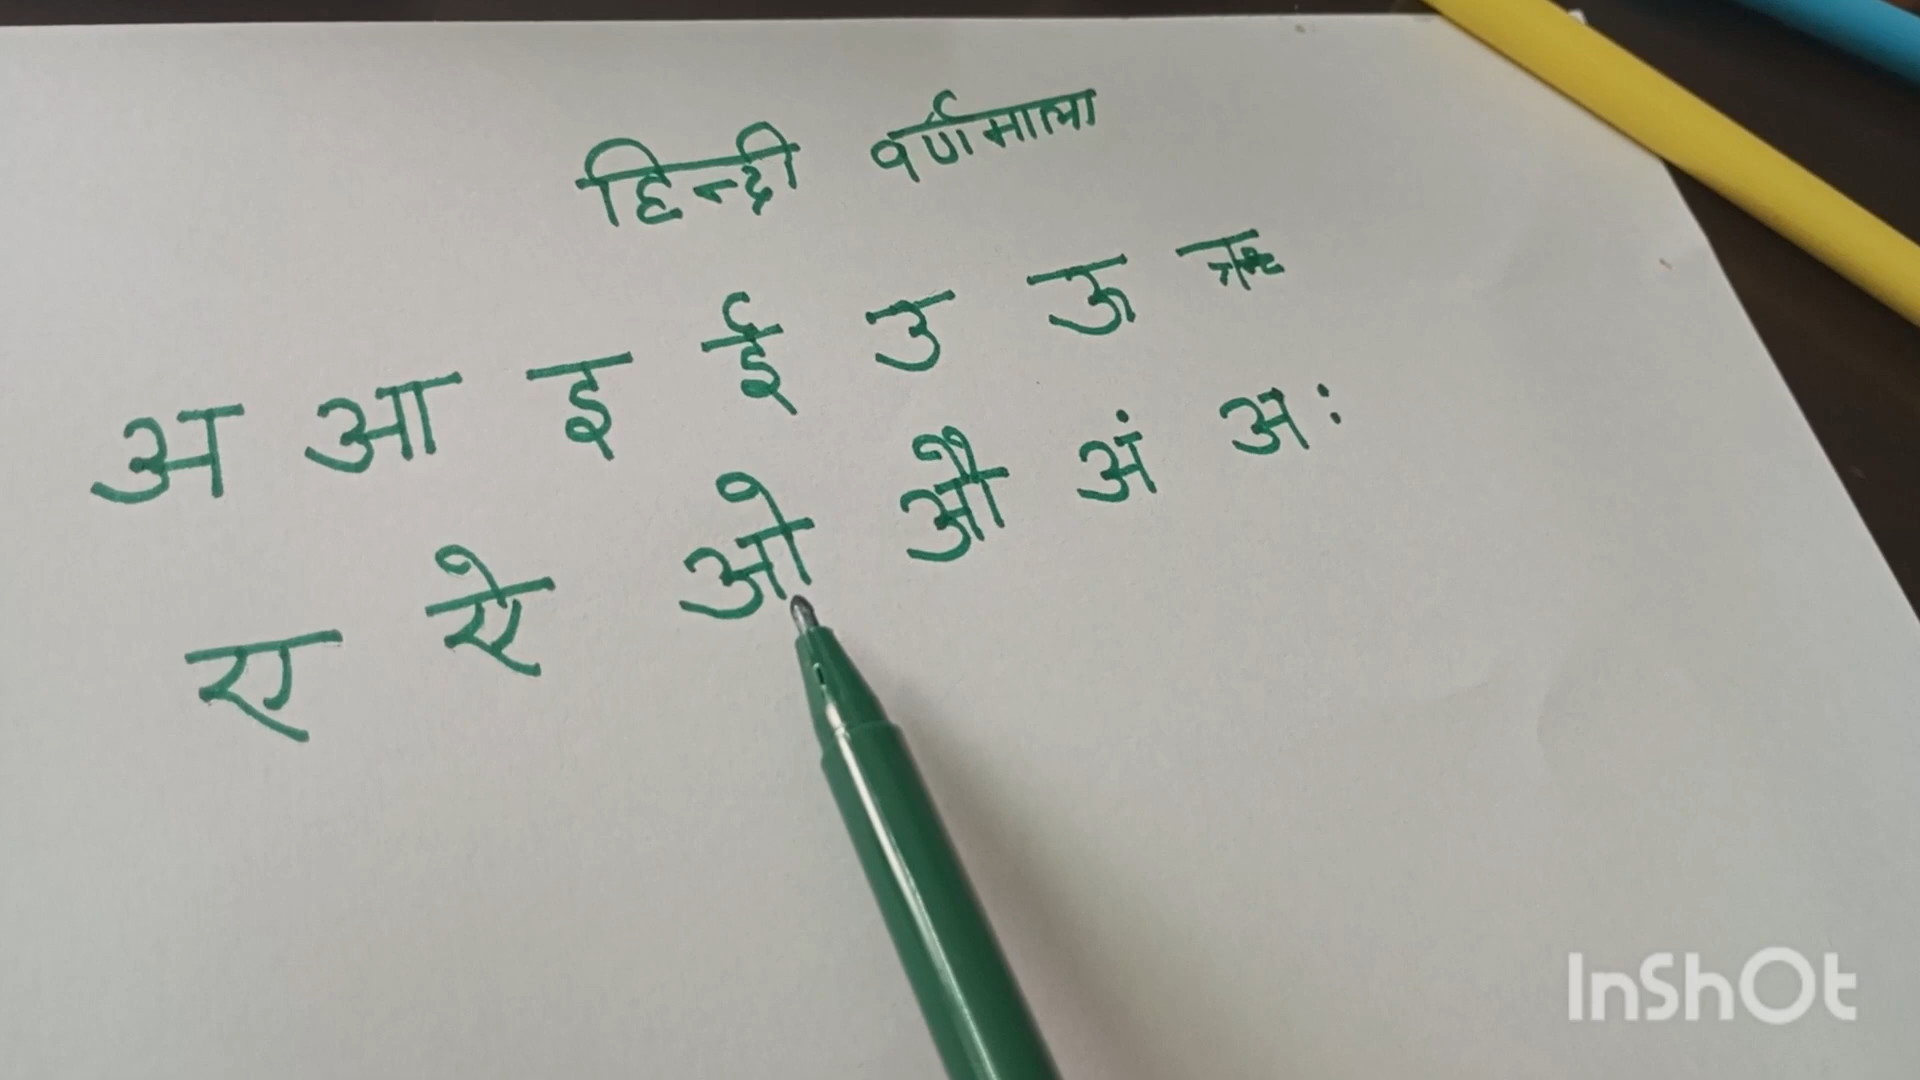 हिन्दी वर्णमाला
अ आ इ ई उ ऊ ऋ
ए ऐ ओ औ अं अः
InShOt